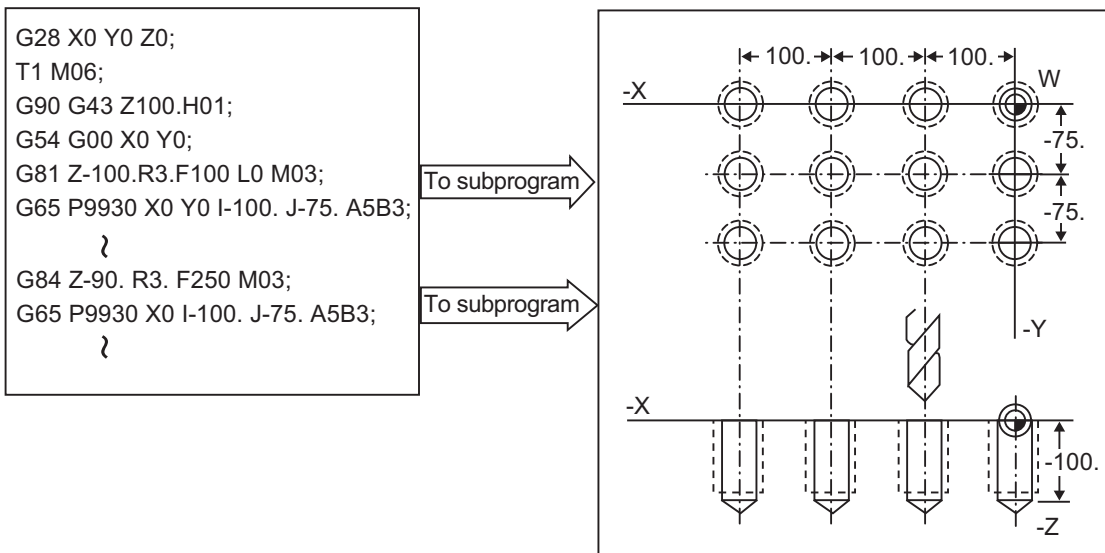 G28 X0 Y0 Z0;
T1 M06;
G90 G43 Z100.H01;
G54 G00 X0 Y0;
G81 Z-100.R3.F100 L0 M03;
G65 P9930 X0 Y0 I-100. J-75. A5B3;
~
G84 Z-90. R3. F250 M03;
G65 P9930 X0 I-100. J-75. A5B3;
~
To subprogram
To subprogram
100. 100. 100.
-X W
-75.
-75.
-Y
-X
-100.
-Z